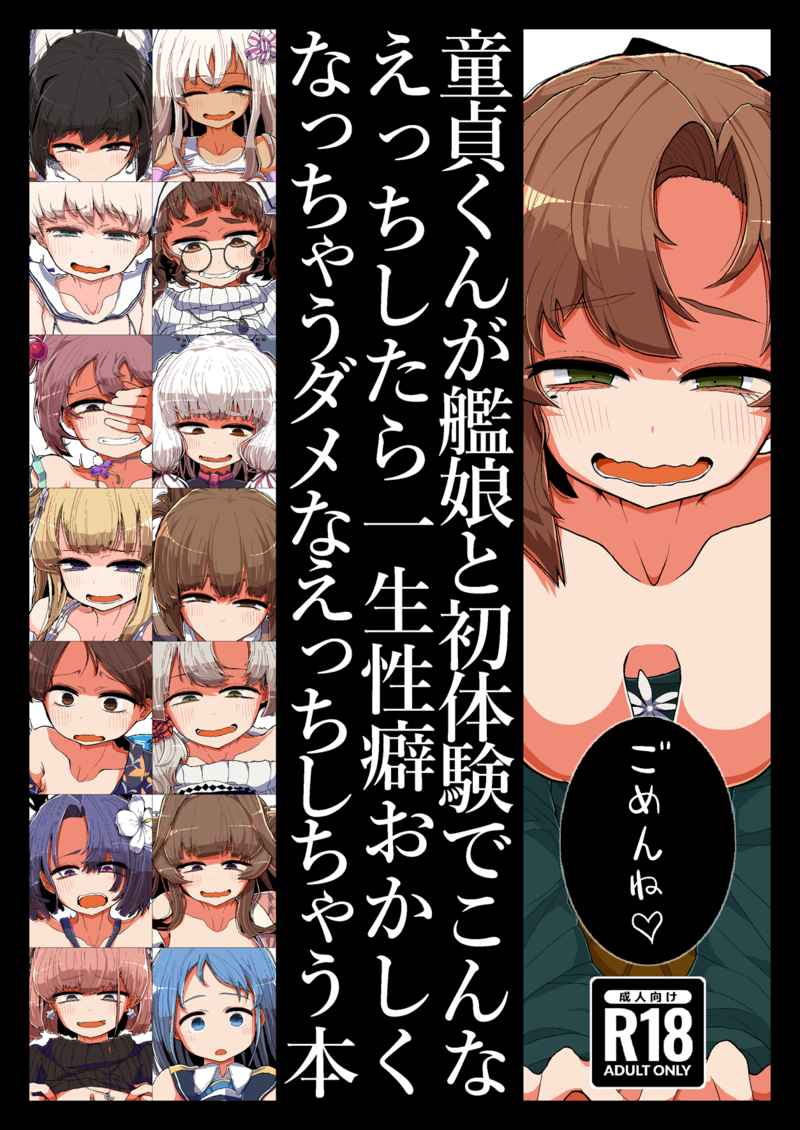 童貞くんが艦娘と初体験でこんな
えっちしたら一生性癖おかしく
なっちゃうダメなえっちしちゃう本
ごめんね♡
成人向け
R18
ADULT ONLY